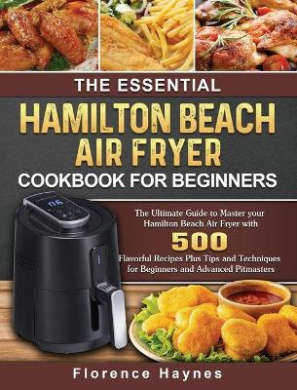 THE ESSENTIAL
HAMILTON BEACH
AIR FRYER
COOKBOOK FOR BEGINNERS
The Ultimate Guide to Master your
Hamilton Beach Air Fryer with
500
Flavorful Recipes Plus Tips and Techniques
for Beginners and Advanced Pitmasters
Florence Haynes